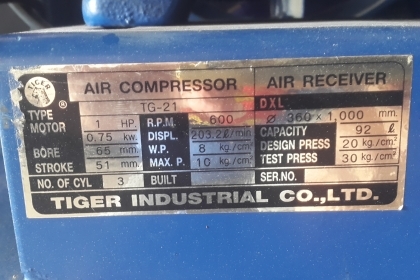 TIGER
®
AIR COMPRESSOR AIR RECEIVER
TYPE TG-21 DXL
MOTOR 1 HP. R.P.M. 600 Ø 360 x 1,000 mm.
0.75 kw. DISPL. 203.2 ℓ/min CAPACITY 92 ℓ
BORE 65 mm. W.P. 8 kg./cm² DESIGN PRESS 20 kg./cm²
STROKE 51 mm. MAX. P. 10 kg./cm² TEST PRESS 30 kg./cm²
NO. OF CYL 3 BUILT SER.NO.
TIGER INDUSTRIAL CO.,LTD.